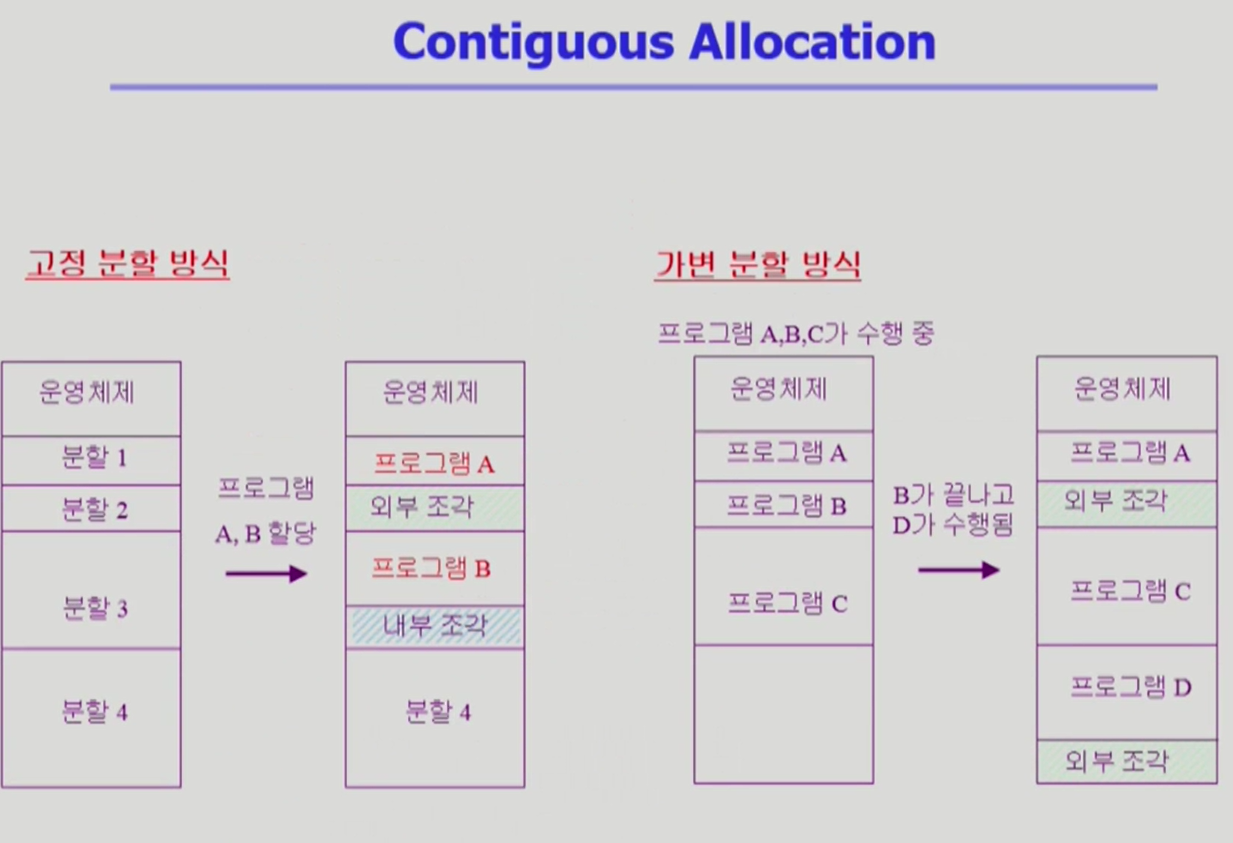 Contiguous Allocation
고정 분할 방식
운영체제
분할 1
분할 2
분할 3
분할 4
프로그램
A, B 할당
운영체제
프로그램 A
외부 조각
프로그램 B
내부 조각
분할 4
가변 분할 방식
프로그램 A,B,C가 수행 중
운영체제
프로그램 A
프로그램 B
프로그램 C
B가 끝나고
D가 수행됨
운영체제
프로그램 A
외부 조각
프로그램 C
프로그램 D
외부 조각